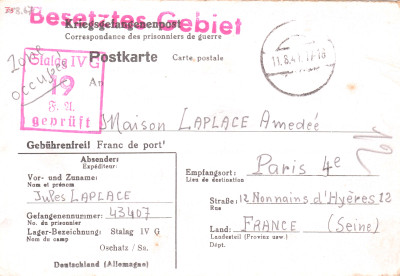 Besetztes Gebiet
Kriegsgefangenenpost
Correspondance des prisonniers de guerre
Postkarte Carte postale
Zone occupée
Stalag IV G
19
F. A.
geprüft
11.8.41.
An
Maison LAPLACE Amedée
Gebührenfrei! Franc de port!
Absender:
Expéditeur:
Vor- und Zuname:
Nom et prénom
Jules LAPLACE
Gefangenennummer: 43407
No. du prisonnier
Lager-Bezeichnung: Stalag IV G
Nom du camp
Oschatz / Sa.
Deutschland (Allemagne)
Empfangsort: Paris 4e
Lieu de destination
Straße: 12 Nonnains d'Hyères 12
Rue
Land: FRANCE (Seine)
Landesteil (Provinz usw.)
Dépt.